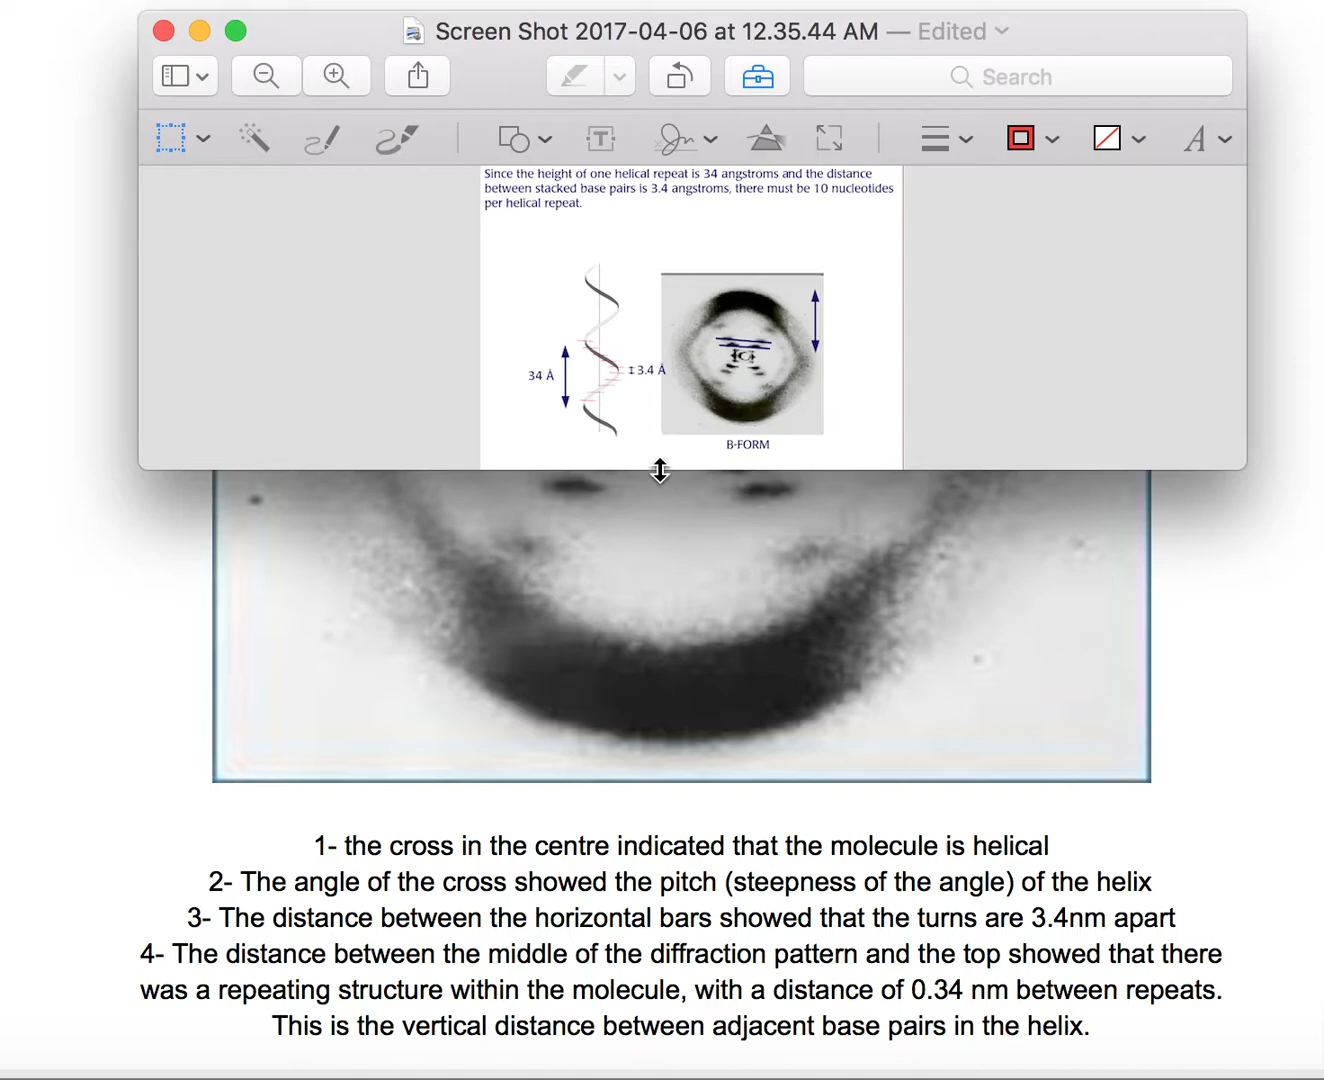 Screen Shot 2017-04-06 at 12.35.44 AM — Edited
Search
T
A
Since the height of one helical repeat is 34 angstroms and the distance
between stacked base pairs is 3.4 angstroms, there must be 10 nucleotides
per helical repeat.
34 Å
3.4 Å
B-FORM
1- the cross in the centre indicated that the molecule is helical
2- The angle of the cross showed the pitch (steepness of the angle) of the helix
3- The distance between the horizontal bars showed that the turns are 3.4nm apart
4- The distance between the middle of the diffraction pattern and the top showed that there
was a repeating structure within the molecule, with a distance of 0.34 nm between repeats.
This is the vertical distance between adjacent base pairs in the helix.